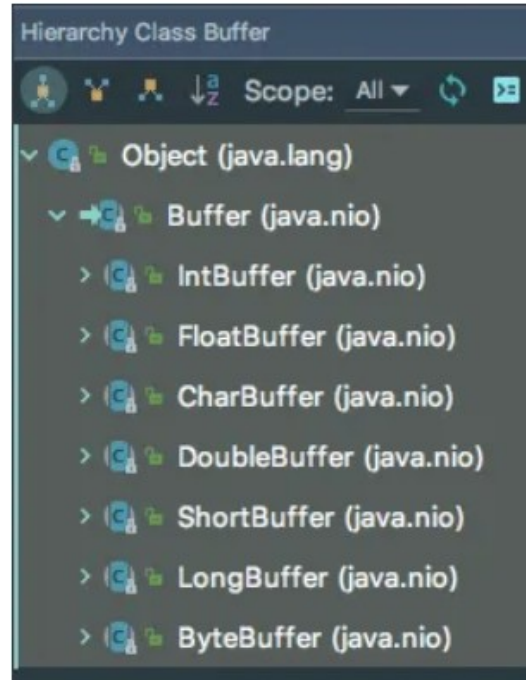 Hierarchy Class Buffer
Scope: All
Object (java.lang)
Buffer (java.nio)
IntBuffer (java.nio)
FloatBuffer (java.nio)
CharBuffer (java.nio)
DoubleBuffer (java.nio)
ShortBuffer (java.nio)
LongBuffer (java.nio)
ByteBuffer (java.nio)